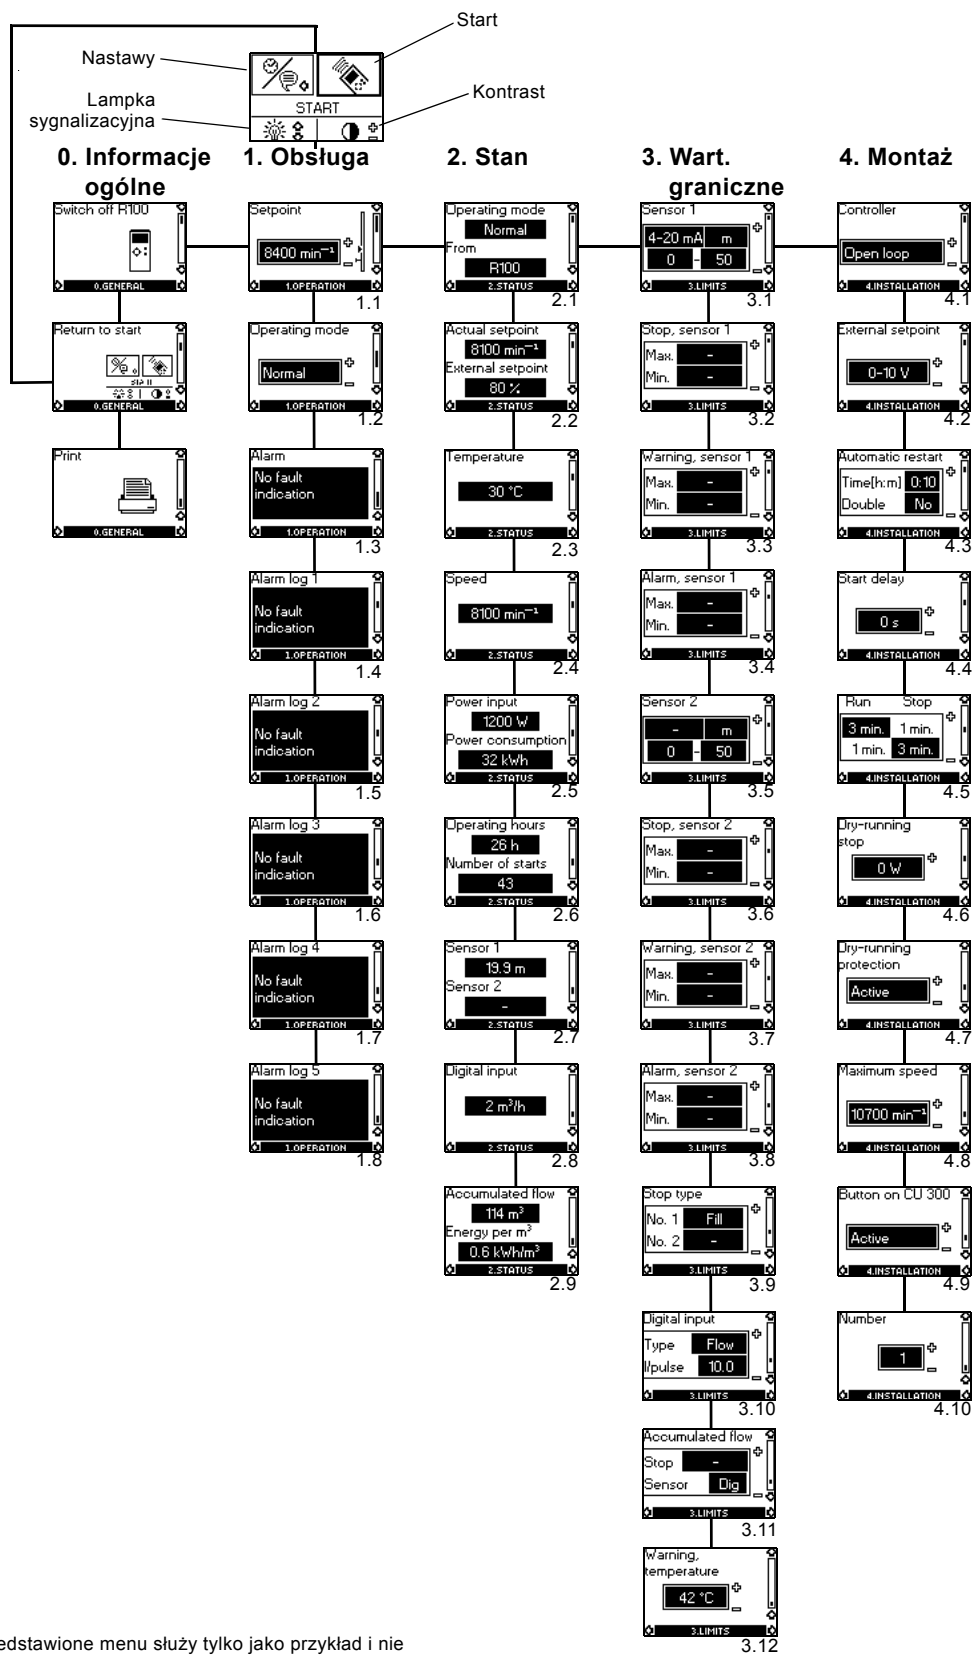 Start
Nastawy
Kontrast
Lampka
sygnalizacyjna
START
0. Informacje
ogólne
1. Obsługa
2. Stan
3. Wart.
graniczne
4. Montaż
Switch off R100
0.GENERAL
Return to start
START
0.GENERAL
Print
0.GENERAL
Setpoint
8400 min⁻¹
1.OPERATION
1.1
Operating mode
Normal
1.OPERATION
1.2
Alarm
No fault
indication
1.OPERATION
1.3
Alarm log 1
No fault
indication
1.OPERATION
1.4
Alarm log 2
No fault
indication
1.OPERATION
1.5
Alarm log 3
No fault
indication
1.OPERATION
1.6
Alarm log 4
No fault
indication
1.OPERATION
1.7
Alarm log 5
No fault
indication
1.OPERATION
1.8
Operating mode
Normal
From
R100
2.STATUS
2.1
Actual setpoint
8100 min⁻¹
External setpoint
80 %
2.STATUS
2.2
Temperature
30 °C
2.STATUS
2.3
Speed
8100 min⁻¹
2.STATUS
2.4
Power input
1200 W
Power consumption
32 kWh
2.STATUS
2.5
Operating hours
26 h
Number of starts
43
2.STATUS
2.6
Sensor 1
19.9 m
Sensor 2
-
2.STATUS
2.7
Digital input
2 m³/h
2.STATUS
2.8
Accumulated flow
114 m³
Energy per m³
0.6 kWh/m³
2.STATUS
2.9
Sensor 1
4-20 mA m
0 - 50
3.LIMITS
3.1
Stop, sensor 1
Max. -
Min. -
3.LIMITS
3.2
Warning, sensor 1
Max. -
Min. -
3.LIMITS
3.3
Alarm, sensor 1
Max. -
Min. -
3.LIMITS
3.4
Sensor 2
- m
0 - 50
3.LIMITS
3.5
Stop, sensor 2
Max. -
Min. -
3.LIMITS
3.6
Warning, sensor 2
Max. -
Min. -
3.LIMITS
3.7
Alarm, sensor 2
Max. -
Min. -
3.LIMITS
3.8
Stop type
No. 1 Fill
No. 2 -
3.LIMITS
3.9
Digital input
Type Flow
l/pulse 10.0
3.LIMITS
3.10
Accumulated flow
Stop -
Sensor Dig
3.LIMITS
3.11
Warning,
temperature
42 °C
3.LIMITS
3.12
Controller
Open loop
4.INSTALLATION
4.1
External setpoint
0-10 V
4.INSTALLATION
4.2
Automatic restart
Time[h:m] 0:10
Double No
4.INSTALLATION
4.3
Start delay
0 s
4.INSTALLATION
4.4
Run Stop
3 min. 1 min.
1 min. 3 min.
4.INSTALLATION
4.5
Dry-running
stop
0 W
4.INSTALLATION
4.6
Dry-running
protection
Active
4.INSTALLATION
4.7
Maximum speed
10700 min⁻¹
4.INSTALLATION
4.8
Button on CU 300
Active
4.INSTALLATION
4.9
Number
1
4.INSTALLATION
4.10
edstawione menu służy tylko jako przykład i nie